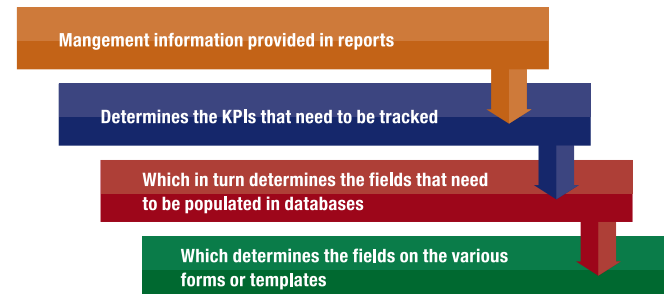 Mangement information provided in reports
Determines the KPIs that need to be tracked
Which in turn determines the fields that need
to be populated in databases
Which determines the fields on the various
forms or templates